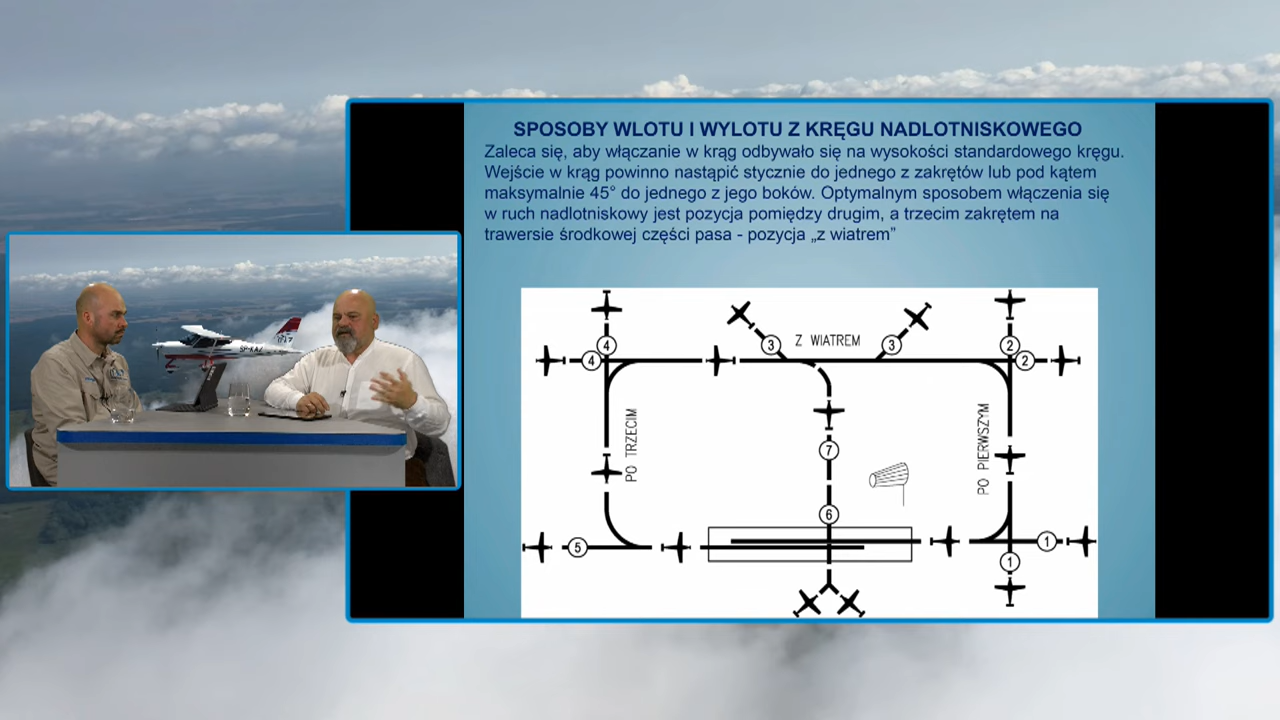 SPOSOBY WLOTU I WYLOTU Z KRĘGU NADLOTNISKOWEGO
Zaleca się, aby włączanie w krąg odbywało się na wysokości standardowego kręgu.
Wejście w krąg powinno nastąpić stycznie do jednego z zakrętów lub pod kątem
maksymalnie 45° do jednego z jego boków. Optymalnym sposobem włączenia się
w ruch nadlotniskowy jest pozycja pomiędzy drugim, a trzecim zakrętem na
trawersie środkowej części pasa - pozycja „z wiatrem”
4
3
Z WIATREM
3
2
4
2
PO TRZECIM
PO PIERWSZYM
7
6
5
1
1
SP-KAZ